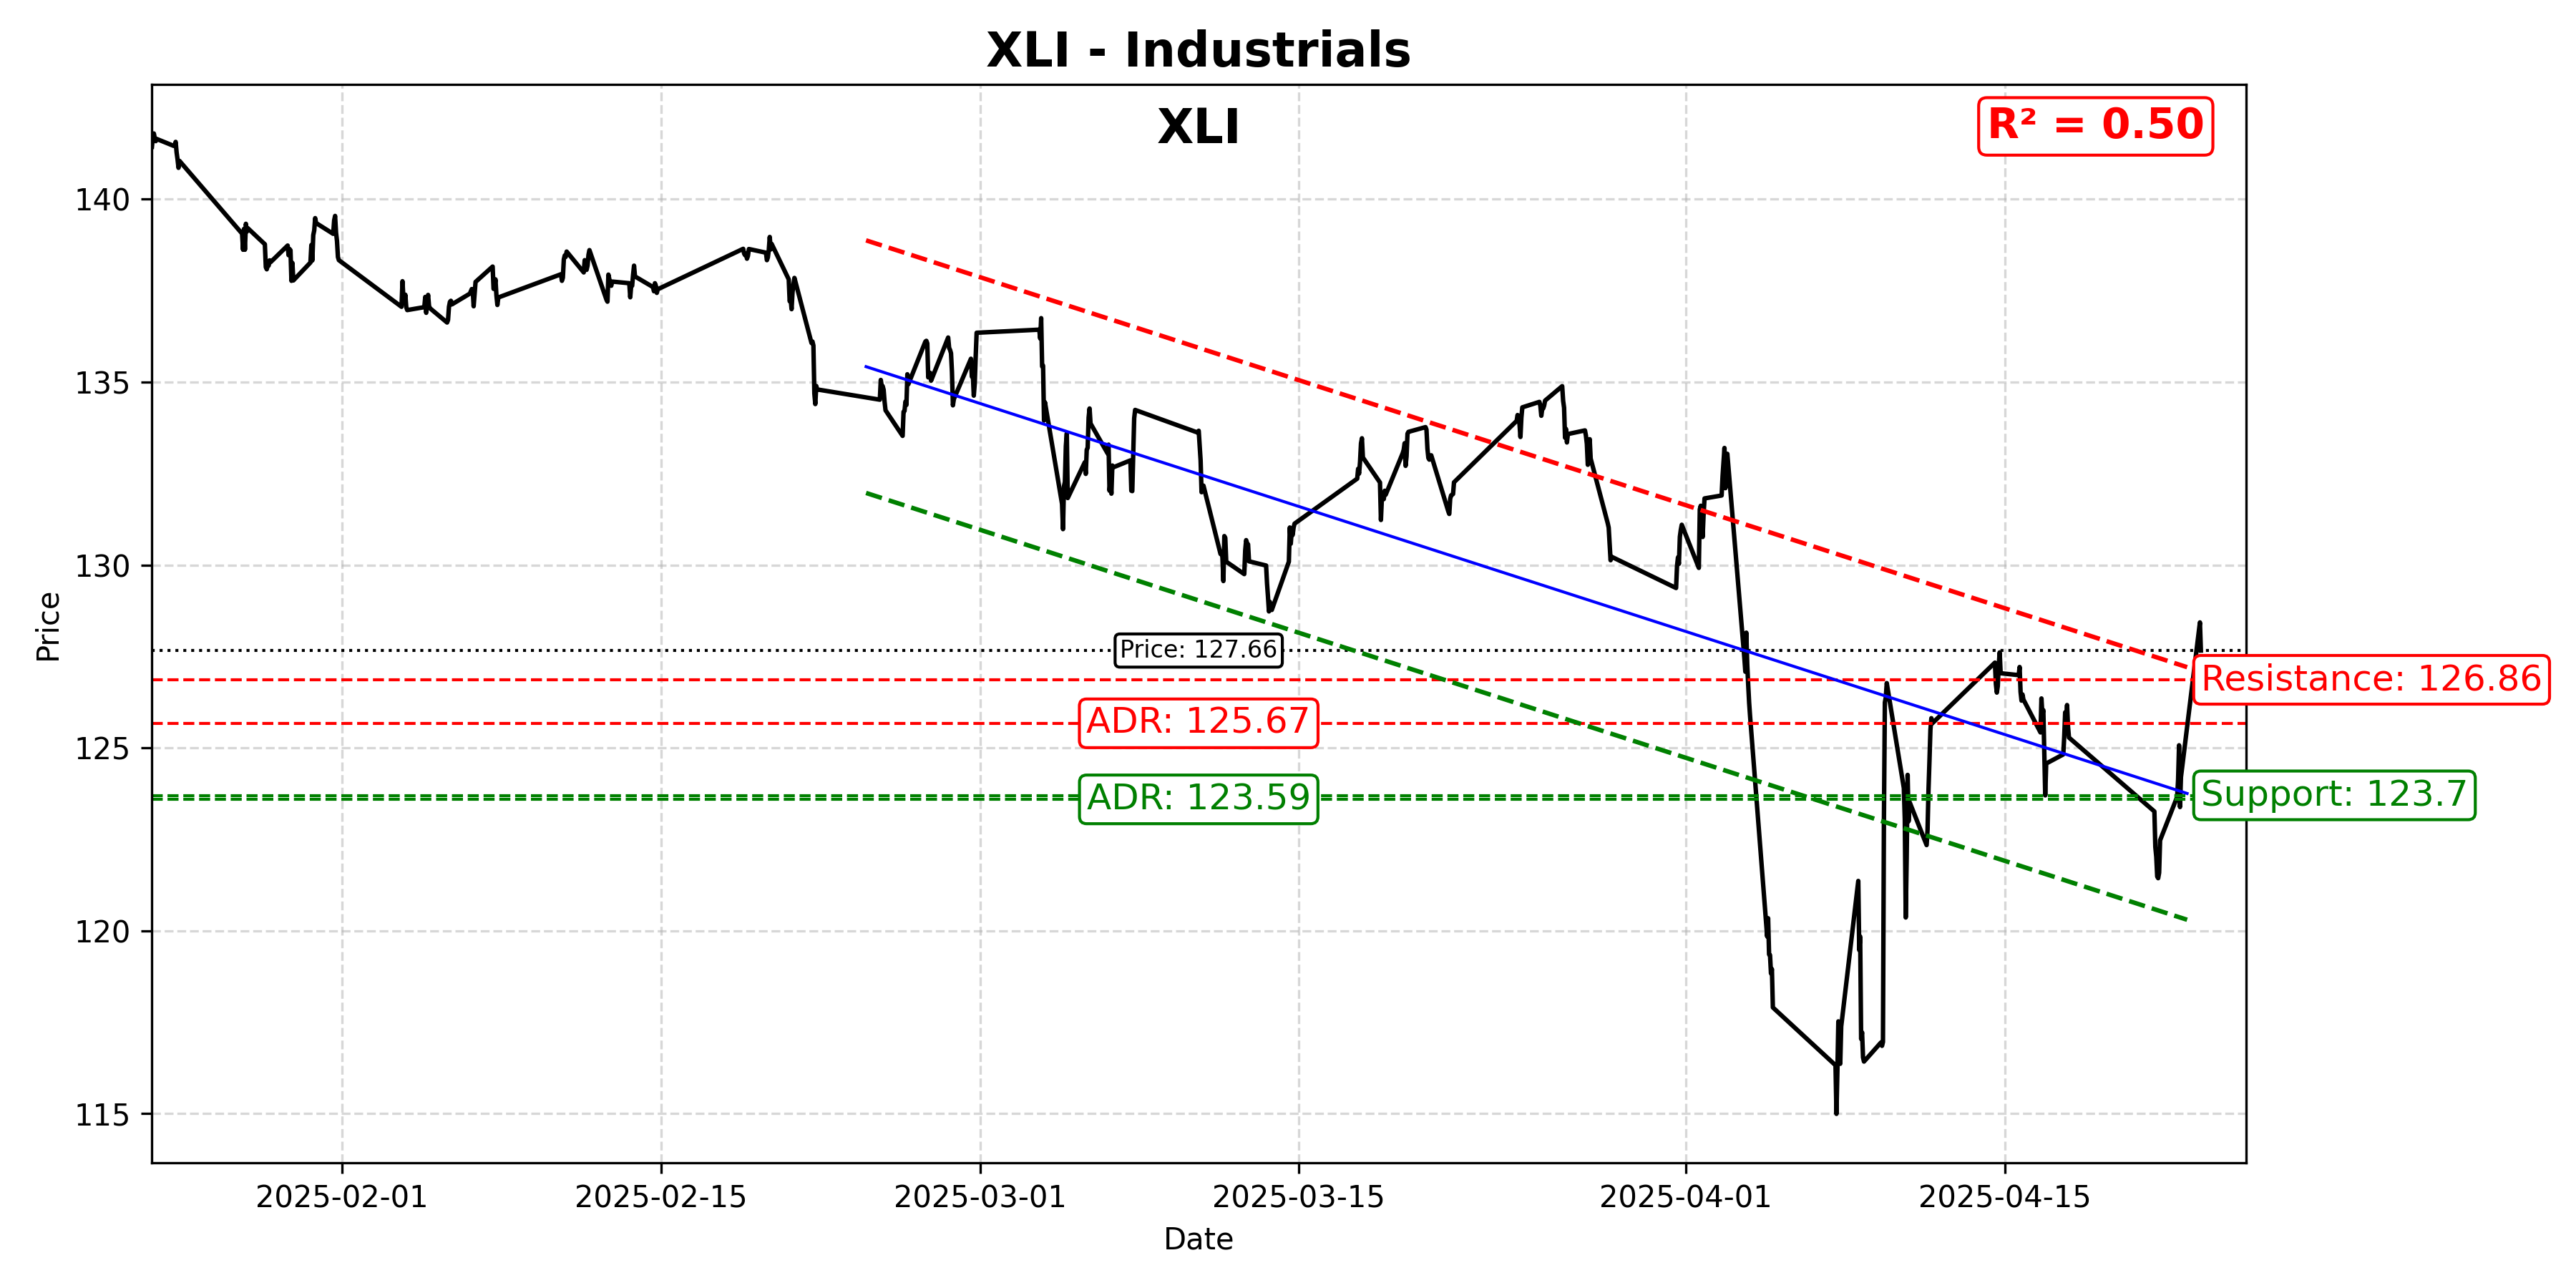 XLI - Industrials
XLI
R² = 0.50
140
135
130
125
120
115
Price
Price: 127.66
Resistance: 126.86
ADR: 125.67
ADR: 123.59
Support: 123.7
2025-02-01
2025-02-15
2025-03-01
2025-03-15
2025-04-01
2025-04-15
Date